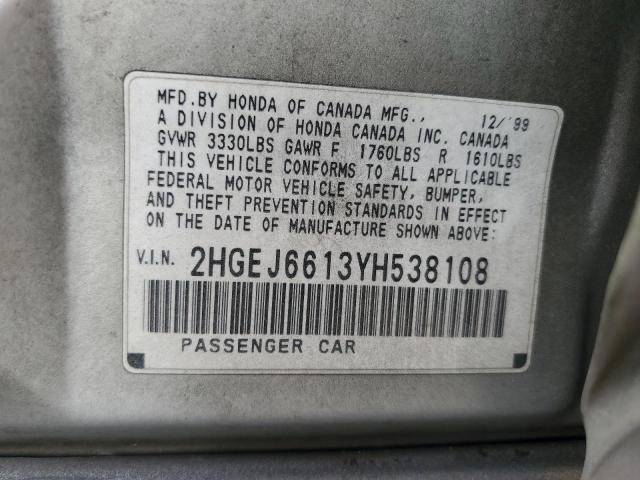 MFD.BY HONDA OF CANADA MFG., 12/'99
A DIVISION OF HONDA CANADA INC. CANADA
GVWR 3330LBS GAWR F 1760LBS R 1610LBS
THIS VEHICLE CONFORMS TO ALL APPLICABLE
FEDERAL MOTOR VEHICLE SAFETY, BUMPER,
AND THEFT PREVENTION STANDARDS IN EFFECT
ON THE DATE OF MANUFACTURE SHOWN ABOVE:
V.I.N. 2HGEJ6613YH538108
PASSENGER CAR